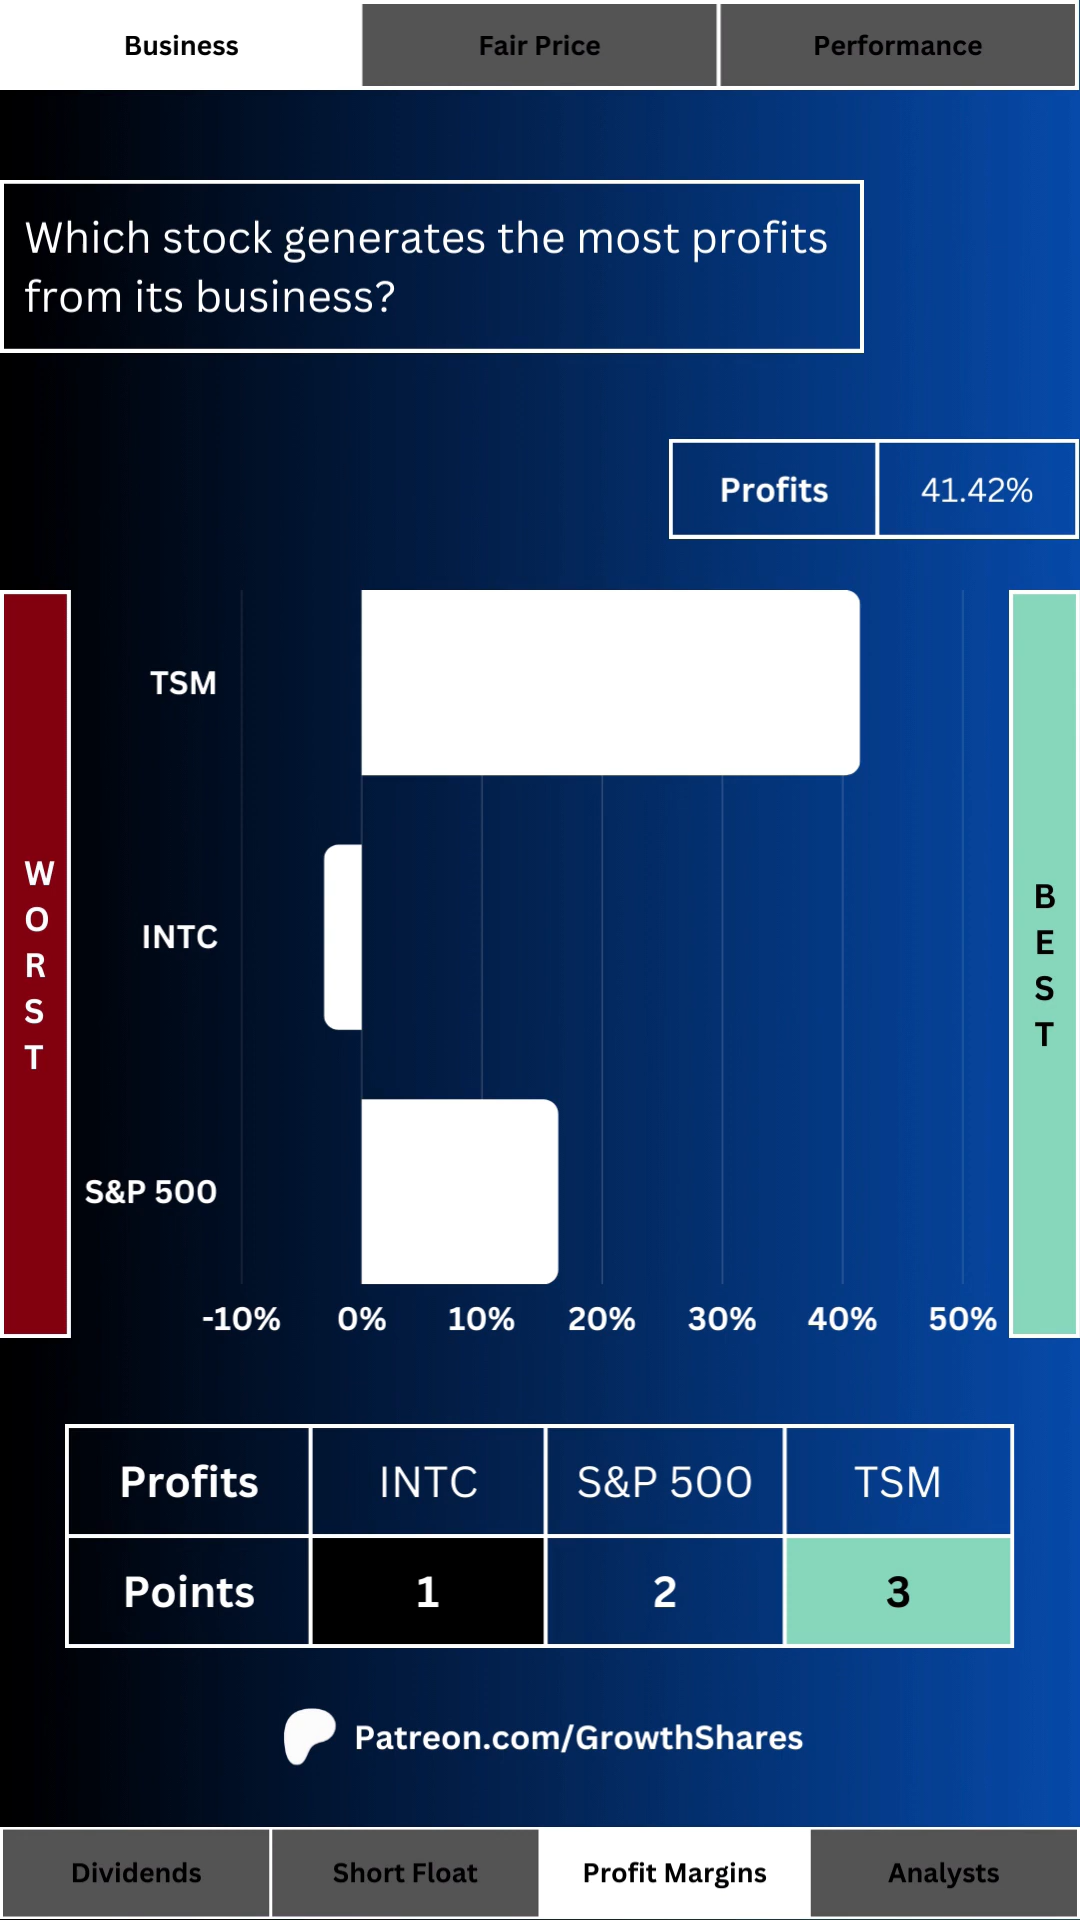 Business
Fair Price
Performance
Which stock generates the most profits
from its business?
Profits
41.42%
WORST
TSM
INTC
S&P 500
BEST
-10%
0%
10%
20%
30%
40%
50%
Profits
INTC
S&P 500
TSM
Points
1
2
3
Patreon.com/GrowthShares
Dividends
Short Float
Profit Margins
Analysts